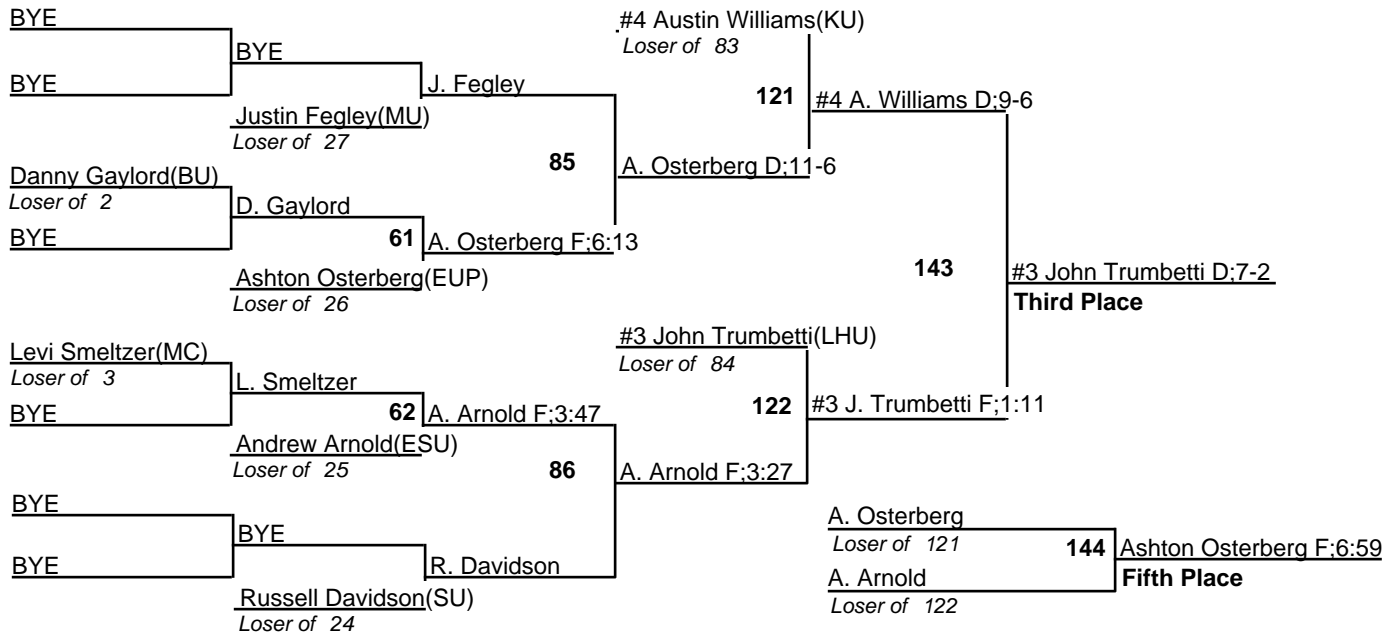 BYE
BYE
BYE
J. Fegley
Justin Fegley(MU)
Loser of 27
85
Danny Gaylord(BU)
Loser of 2
BYE
D. Gaylord
61
A. Osterberg F;6:13
Ashton Osterberg(EUP)
Loser of 26
#4 Austin Williams(KU)
Loser of 83
121
#4 A. Williams D;9-6
A. Osterberg D;11-6
143
#3 John Trumbetti D;7-2
Third Place
Levi Smeltzer(MC)
Loser of 3
BYE
L. Smeltzer
62
A. Arnold F;3:47
Andrew Arnold(ESU)
Loser of 25
86
BYE
BYE
BYE
R. Davidson
Russell Davidson(SU)
Loser of 24
#3 John Trumbetti(LHU)
Loser of 84
122
#3 J. Trumbetti F;1:11
A. Arnold F;3:27
A. Osterberg
Loser of 121
144
Ashton Osterberg F;6:59
Fifth Place
A. Arnold
Loser of 122